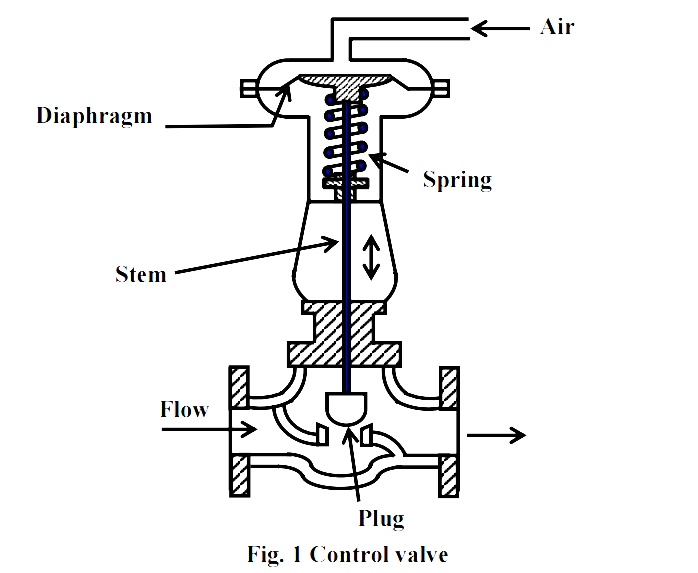 Air
Diaphragm
Spring
Stem
Flow
Plug
Fig. 1 Control valve